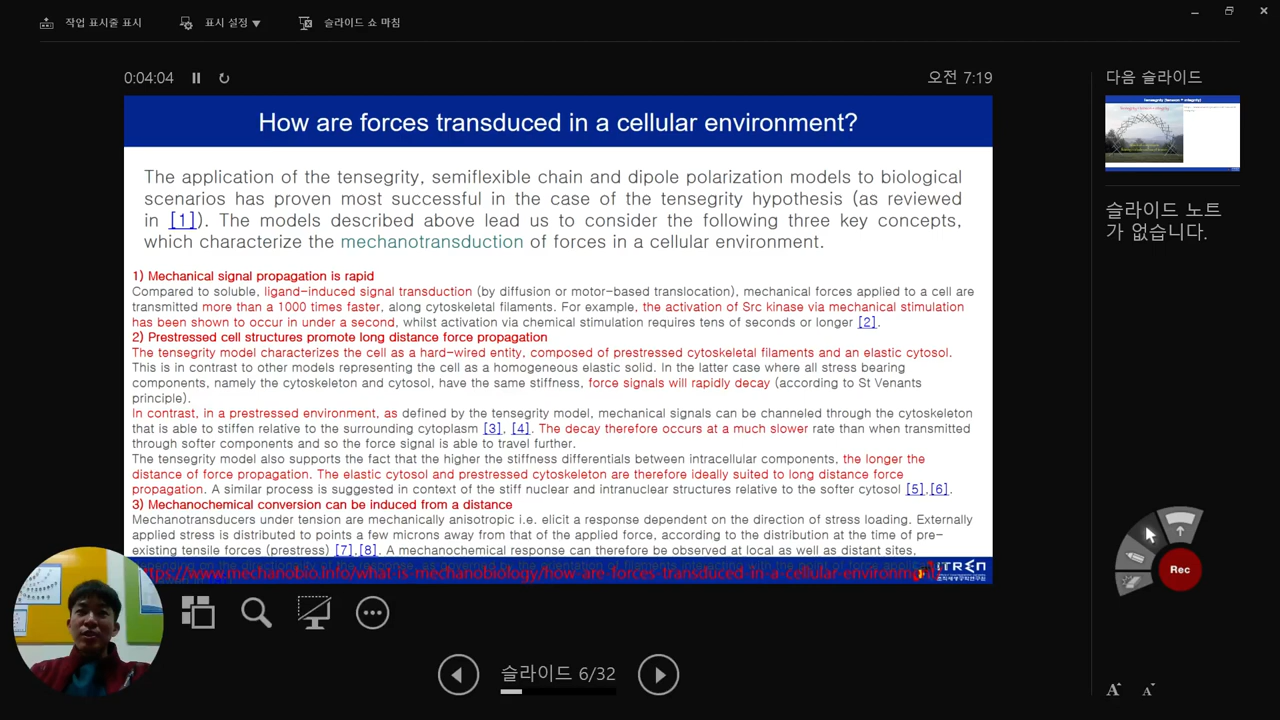 작업 표시줄 표시
표시 설정 ▼
슬라이드 쇼 마침
0:04:04
오전 7:19
How are forces transduced in a cellular environment?
The application of the tensegrity, semiflexible chain and dipole polarization models to biological
scenarios has proven most successful in the case of the tensegrity hypothesis (as reviewed
in [1]). The models described above lead us to consider the following three key concepts,
which characterize the mechanotransduction of forces in a cellular environment.
1) Mechanical signal propagation is rapid
Compared to soluble, ligand-induced signal transduction (by diffusion or motor-based translocation), mechanical forces applied to a cell are
transmitted more than a 1000 times faster, along cytoskeletal filaments. For example, the activation of Src kinase via mechanical stimulation
has been shown to occur in under a second, whilst activation via chemical stimulation requires tens of seconds or longer [2].
2) Prestressed cell structures promote long distance force propagation
The tensegrity model characterizes the cell as a hard-wired entity, composed of prestressed cytoskeletal filaments and an elastic cytosol.
This is in contrast to other models representing the cell as a homogeneous elastic solid. In the latter case where all stress bearing
components, namely the cytoskeleton and cytosol, have the same stiffness, force signals will rapidly decay (according to St Venants
principle).
In contrast, in a prestressed environment, as defined by the tensegrity model, mechanical signals can be channeled through the cytoskeleton
that is able to stiffen relative to the surrounding cytoplasm [3], [4]. The decay therefore occurs at a much slower rate than when transmitted
through softer components and so the force signal is able to travel further.
The tensegrity model also supports the fact that the higher the stiffness differentials between intracellular components, the longer the
distance of force propagation. The elastic cytosol and prestressed cytoskeleton are therefore ideally suited to long distance force
propagation. A similar process is suggested in context of the stiff nuclear and intranuclear structures relative to the softer cytosol [5],[6].
3) Mechanochemical conversion can be induced from a distance
Mechanotransducers under tension are mechanically anisotropic i.e. elicit a response dependent on the direction of stress loading. Externally
applied stress is distributed to points a few microns away from that of the applied force, according to the distribution at the time of pre-
existing tensile forces (prestress) [7],[8]. A mechanochemical response can therefore be observed at local as well as distant sites,
https://www.mechanobio.info/what-is-mechanobiology/how-are-forces-transduced-in-a-cellular-environment/
ITREN
슬라이드 6/32
다음 슬라이드
Tensegrity (tension + integrity)
슬라이드 노트
가 없습니다.
Rec
A
A